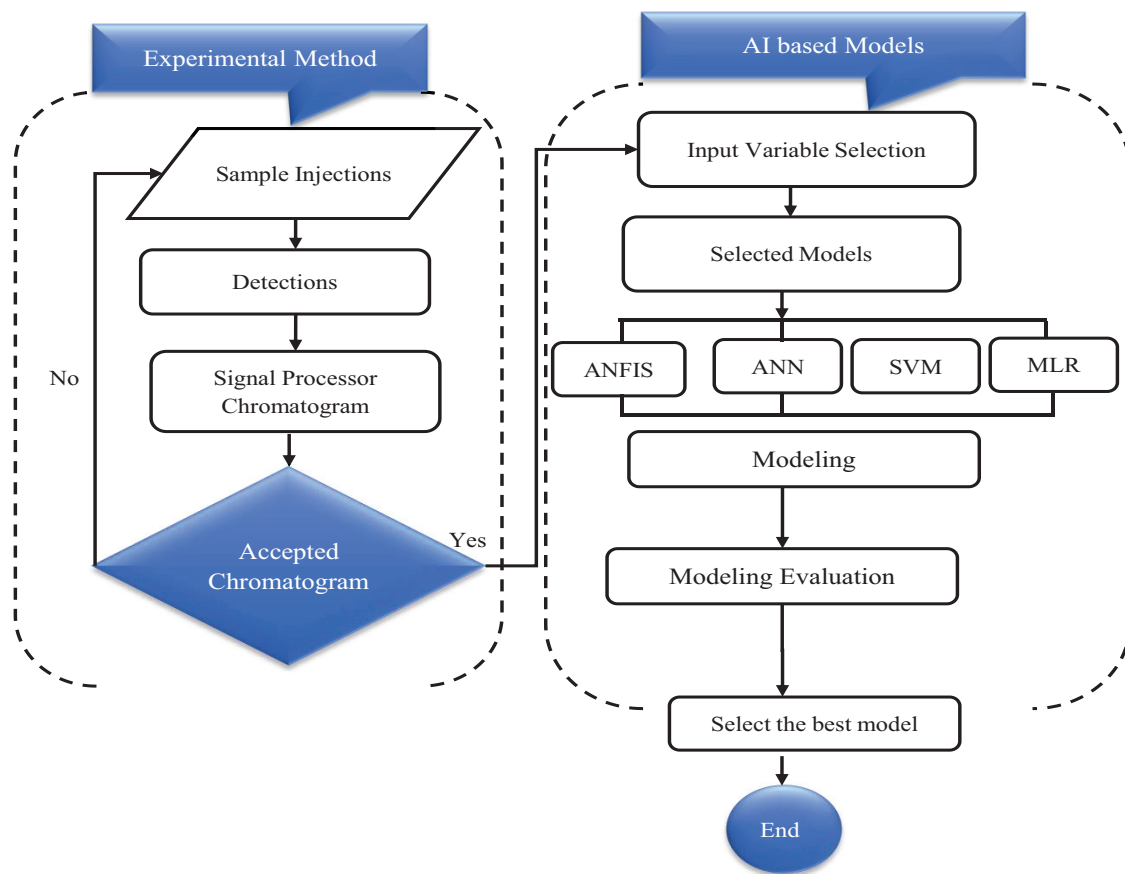 Experimental Method
Sample Injections
Detections
Signal Processor
Chromatogram
No
Accepted
Chromatogram
Yes
AI based Models
Input Variable Selection
Selected Models
ANFIS
ANN
SVM
MLR
Modeling
Modeling Evaluation
Select the best model
End